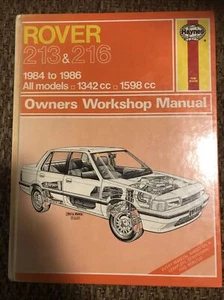 ROVER
Haynes
213 & 216
1984 to 1986
All models □ 1342 cc □ 1598 cc
Owners Workshop Manual